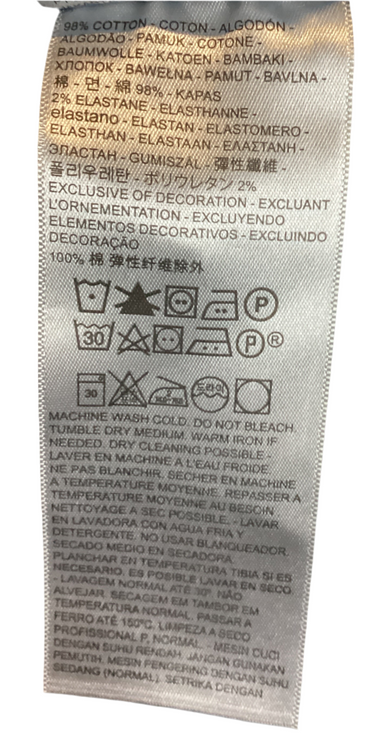 98% COTTON - COTON - ALGODÓN -
ALGODÃO - PAMUK - COTONE -
BAUMWOLLE - KATOEN - BAMBAKI -
ХЛОПОК - BAWEŁNA - PAMUT - BAVLNA -
棉 - 면 - 綿 98% - KAPAS
2% ELASTANE - ELASTHANNE -
elastano - ELASTAN - ELASTOMERO -
ELASTHAN - ELASTAAN - ΕΛΑΣΤΑΝΗ -
ЭЛАСТАН - GUMISZÁL - 彈性纖維 -
폴리우레탄 - ポリウレタン 2%
EXCLUSIVE OF DECORATION - EXCLUANT
L'ORNEMENTATION - EXCLUYENDO
ELEMENTOS DECORATIVOS - EXCLUINDO
DECORAÇÃO
100% 棉 弹性纤维除外
P
30 P ®
30 드라이
MACHINE WASH COLD. DO NOT BLEACH.
TUMBLE DRY MEDIUM. WARM IRON IF
NEEDED. DRY CLEANING POSSIBLE -
LAVER EN MACHINE A L'EAU FROIDE.
NE PAS BLANCHIR. SECHER EN MACHINE
A TEMPERATURE MOYENNE. REPASSER A
TEMPERATURE MOYENNE AU BESOIN.
NETTOYAGE A SEC POSSIBLE. - LAVAR
EN LAVADORA CON AGUA FRIA Y
DETERGENTE. NO USAR BLANQUEADOR.
SECADO MEDIO EN SECADORA.
PLANCHAR EN TEMPERATURA TIBIA SI ES
NECESARIO. ES POSIBLE LAVAR EN SECO.
- LAVAGEM NORMAL ATÉ 30º. NÃO
ALVEJAR. SECAGEM EM TAMBOR EM
TEMPERATURA NORMAL. PASSAR A
FERRO ATÉ 150ºC. LIMPEZA A SECO
PROFISSIONAL P, NORMAL. - MESIN CUCI
DENGAN SUHU RENDAH. JANGAN GUNAKAN
PEMUTIH. MESIN PENGERING DENGAN SUHU
SEDANG (NORMAL). SETRIKA DENGAN